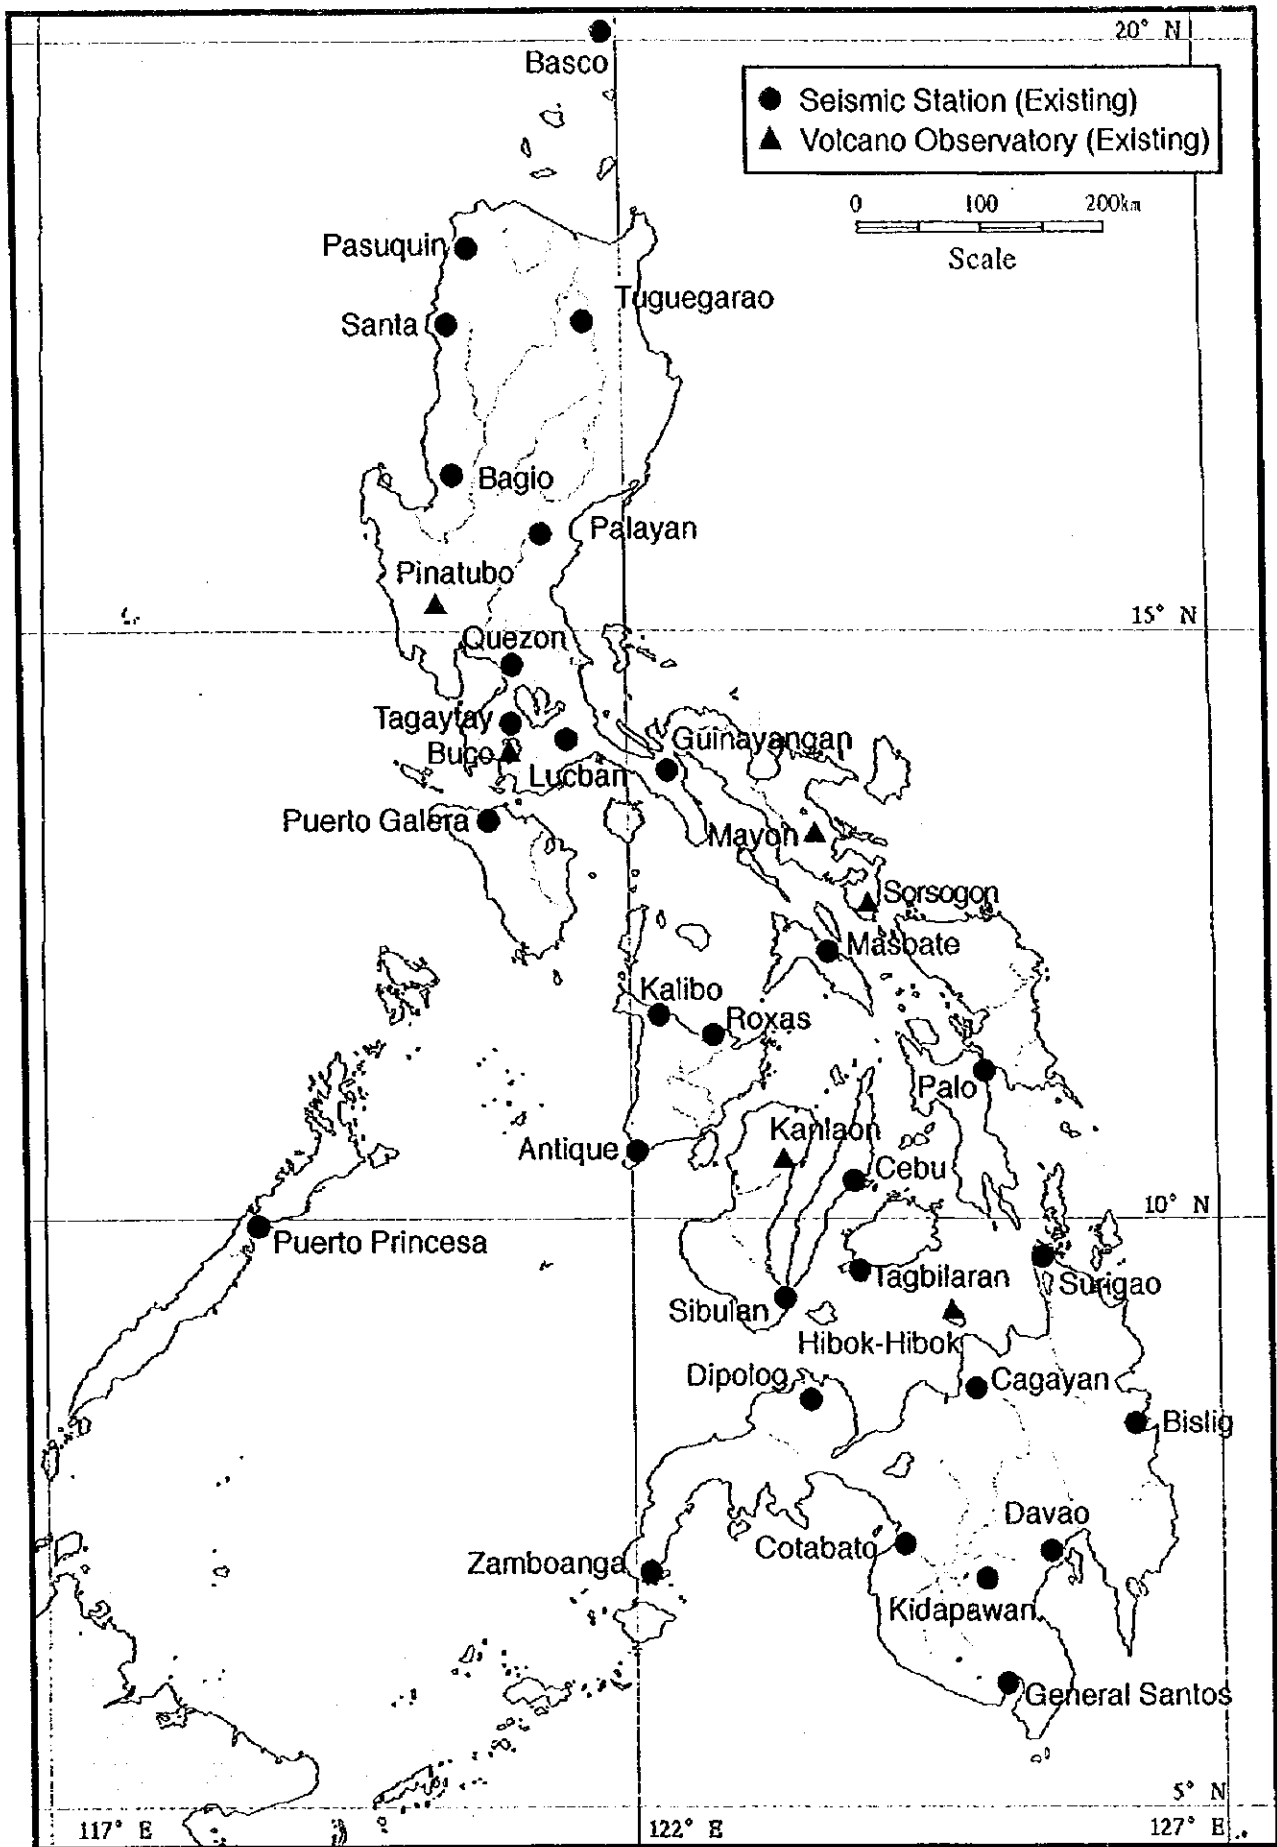 20° N
Basco
Seismic Station (Existing)
Volcano Observatory (Existing)
0 100 200km
Scale
Pasuquin
Tuguegarao
Santa
Bagio
Palayan
Pinatubo
15° N
Quezon
Tagaytay
Guinayangan
Buco
Lucban
Puerto Galera
Mayon
Sorsogon
Masbate
Kalibo
Roxas
Palo
Kanlaon
Antique
Cebu
10° N
Puerto Princesa
Tagbilaran
Surigao
Sibulan
Hibok-Hibok
Dipolog
Cagayan
Bislig
Davao
Cotabato
Zamboanga
Kidapawan
General Santos
5° N
117° E 122° E 127° E